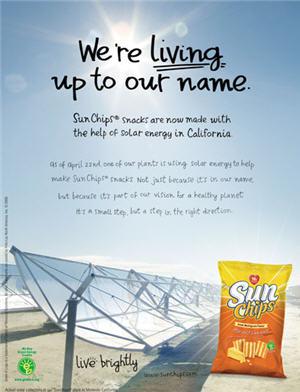 We're living
up to our name.
SunChips® snacks are now made with
the help of solar energy in California.
As of April 22nd one of our plants is using solar energy to help
make SunChips® snacks. Not just because it's in our name,
but because it's part of our vision for a healthy planet.
It's a small step, but a step in the right direction.
Sun
Chips
live brightly
www.sunchips.com